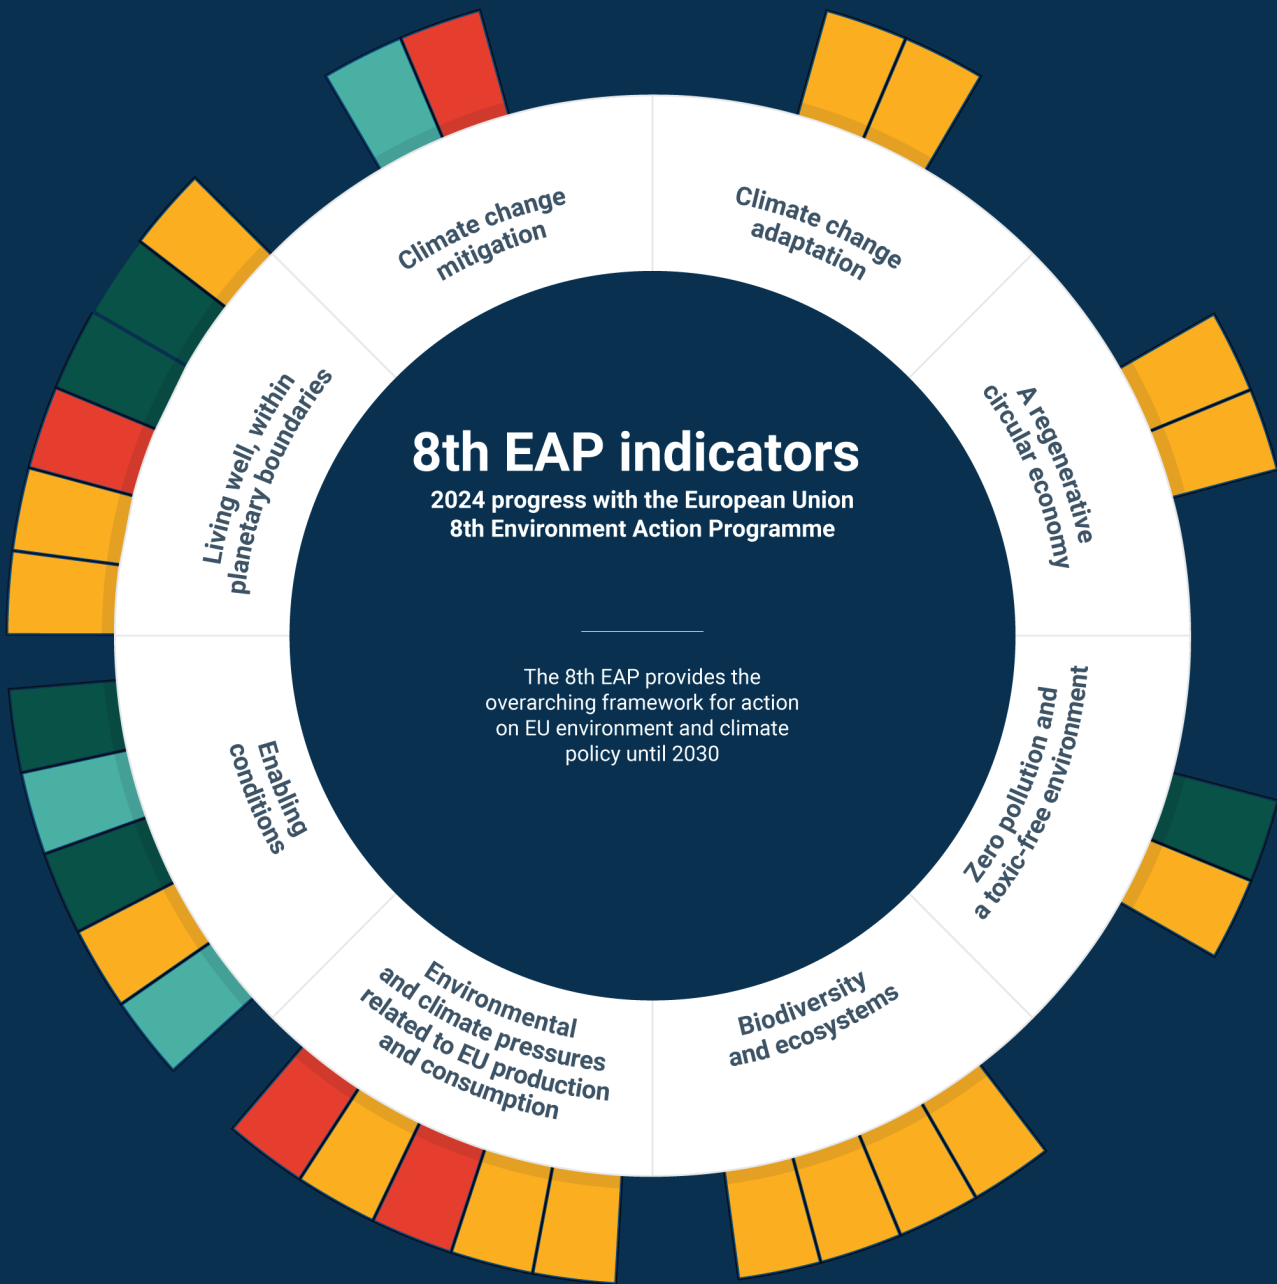 8th EAP indicators
2024 progress with the European Union
8th Environment Action Programme
The 8th EAP provides the
overarching framework for action
on EU environment and climate
policy until 2030
Climate change
mitigation
Climate change
adaptation
A regenerative
circular economy
Zero pollution and
a toxic-free environment
Biodiversity
and ecosystems
Environmental
and climate pressures
related to EU production
and consumption
Enabling
conditions
Living well, within
planetary boundaries